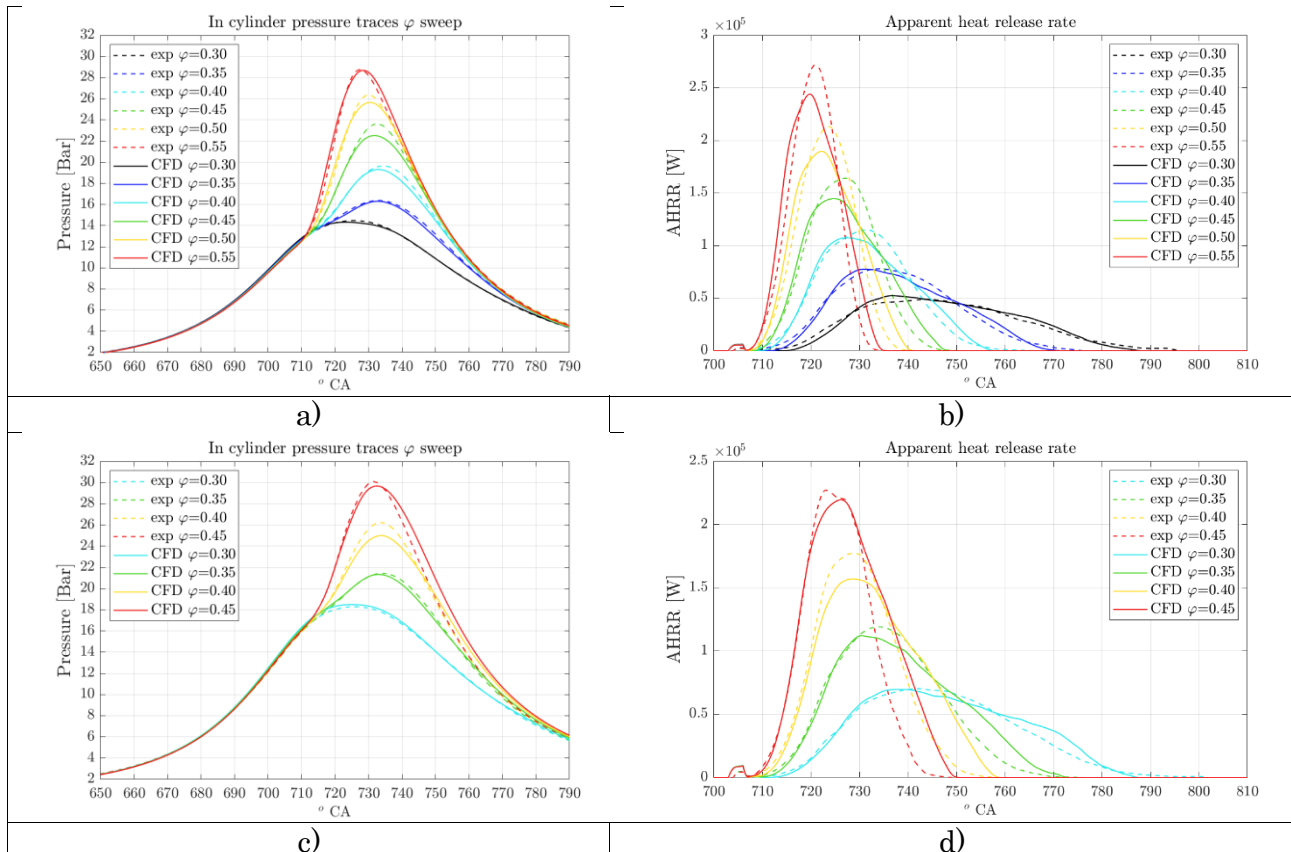 In cylinder pressure traces φ sweep
32
30
28
26
24
22
20
18
16
14
12
10
8
6
4
2
Pressure [Bar]
exp φ=0.30
exp φ=0.35
exp φ=0.40
exp φ=0.45
exp φ=0.50
exp φ=0.55
CFD φ=0.30
CFD φ=0.35
CFD φ=0.40
CFD φ=0.45
CFD φ=0.50
CFD φ=0.55
650 660 670 680 690 700 710 720 730 740 750 760 770 780 790
° CA
a)
Apparent heat release rate
×10⁵
3
2.5
2
1.5
1
0.5
0
AHRR [W]
exp φ=0.30
exp φ=0.35
exp φ=0.40
exp φ=0.45
exp φ=0.50
exp φ=0.55
CFD φ=0.30
CFD φ=0.35
CFD φ=0.40
CFD φ=0.45
CFD φ=0.50
CFD φ=0.55
700 710 720 730 740 750 760 770 780 790 800 810
° CA
b)
In cylinder pressure traces φ sweep
32
30
28
26
24
22
20
18
16
14
12
10
8
6
4
2
Pressure [Bar]
exp φ=0.30
exp φ=0.35
exp φ=0.40
exp φ=0.45
CFD φ=0.30
CFD φ=0.35
CFD φ=0.40
CFD φ=0.45
650 660 670 680 690 700 710 720 730 740 750 760 770 780 790
° CA
c)
Apparent heat release rate
×10⁵
2.5
2
1.5
1
0.5
0
AHRR [W]
exp φ=0.30
exp φ=0.35
exp φ=0.40
exp φ=0.45
CFD φ=0.30
CFD φ=0.35
CFD φ=0.40
CFD φ=0.45
700 710 720 730 740 750 760 770 780 790 800 810
° CA
d)